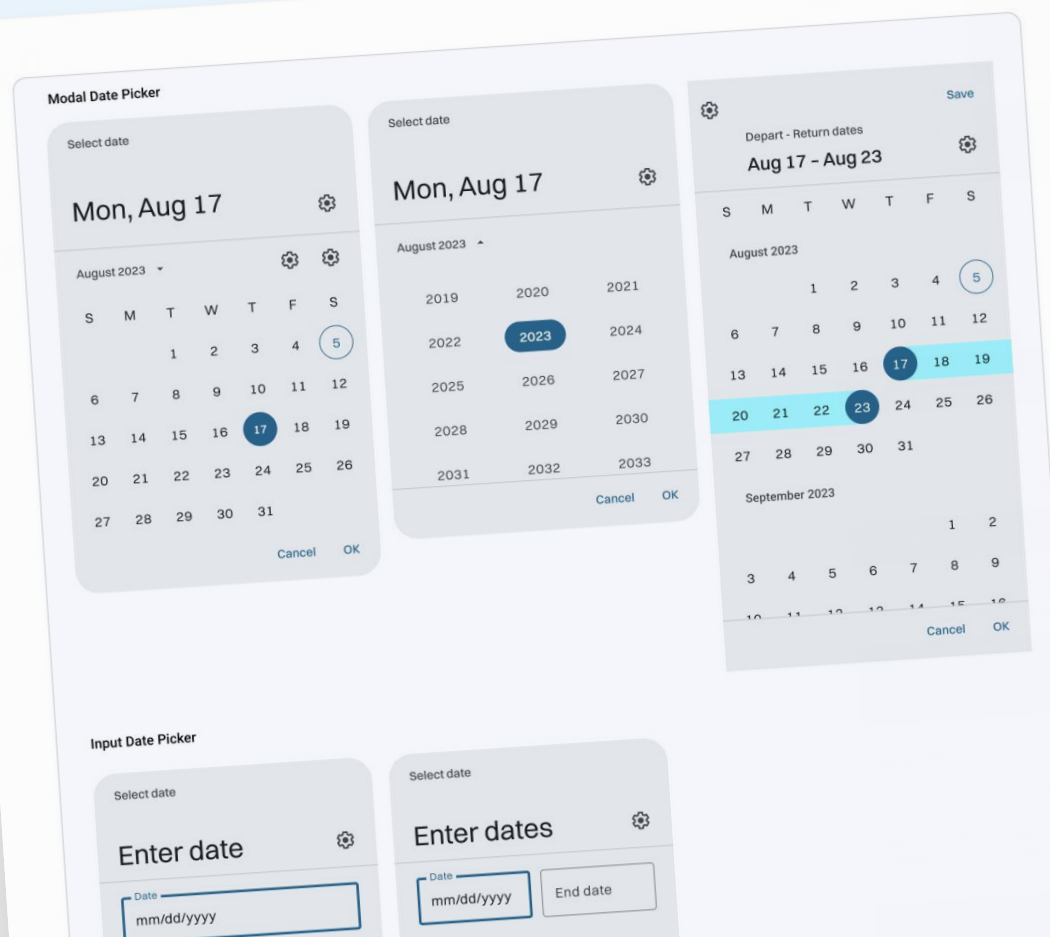 Modal Date Picker
Select date
Mon, Aug 17
August 2023
S M T W T F S
1 2 3 4 5
6 7 8 9 10 11 12
13 14 15 16 17 18 19
20 21 22 23 24 25 26
27 28 29 30 31
Cancel OK
Select date
Mon, Aug 17
August 2023
2019 2020 2021
2022 2023 2024
2025 2026 2027
2028 2029 2030
2031 2032 2033
Cancel OK
Save
Depart - Return dates
Aug 17 – Aug 23
S M T W T F S
August 2023
1 2 3 4 5
6 7 8 9 10 11 12
13 14 15 16 17 18 19
20 21 22 23 24 25 26
27 28 29 30 31
September 2023
1 2
3 4 5 6 7 8 9
10 11 12 13 14 15 16
Cancel OK
Input Date Picker
Select date
Enter date
Date
mm/dd/yyyy
Select date
Enter dates
Date
mm/dd/yyyy
End date